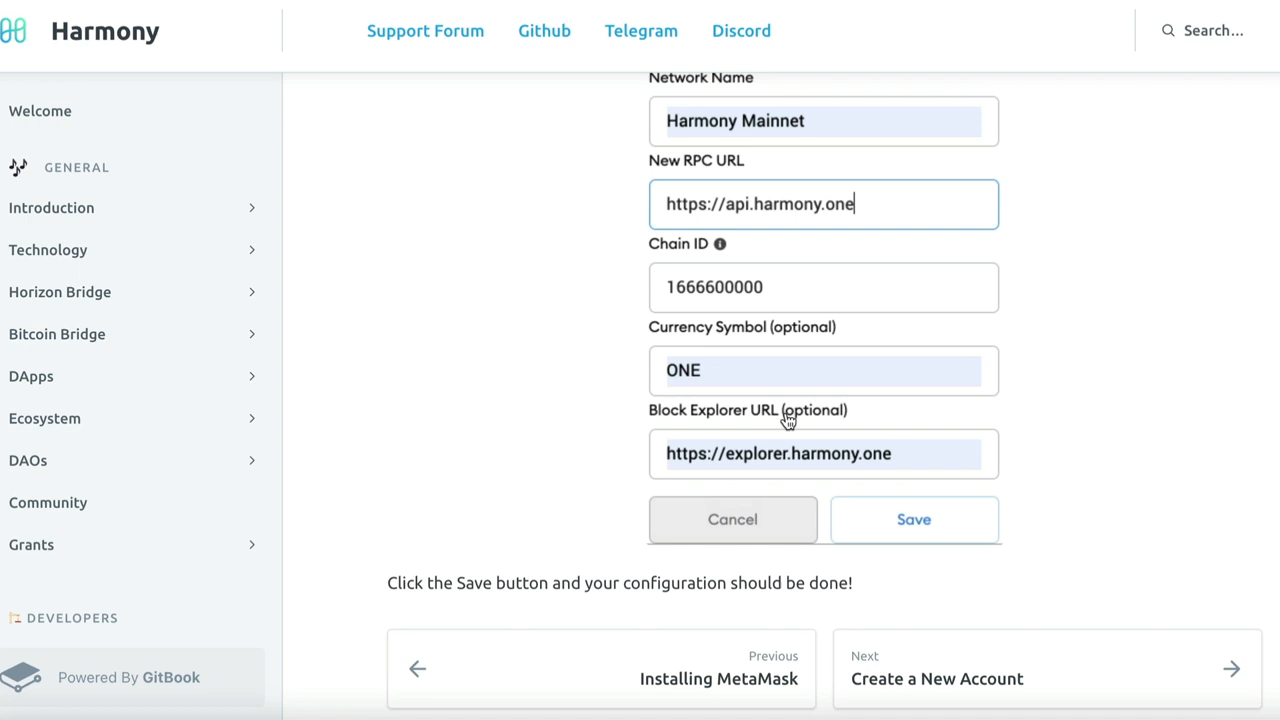 Harmony
Support Forum Github Telegram Discord
Search...
Welcome
GENERAL
Introduction
Technology
Horizon Bridge
Bitcoin Bridge
DApps
Ecosystem
DAOs
Community
Grants
DEVELOPERS
Powered By GitBook
Network Name
Harmony Mainnet
New RPC URL
https://api.harmony.one
Chain ID
1666600000
Currency Symbol (optional)
ONE
Block Explorer URL (optional)
https://explorer.harmony.one
Cancel Save
Click the Save button and your configuration should be done!
Previous
Installing MetaMask
Next
Create a New Account